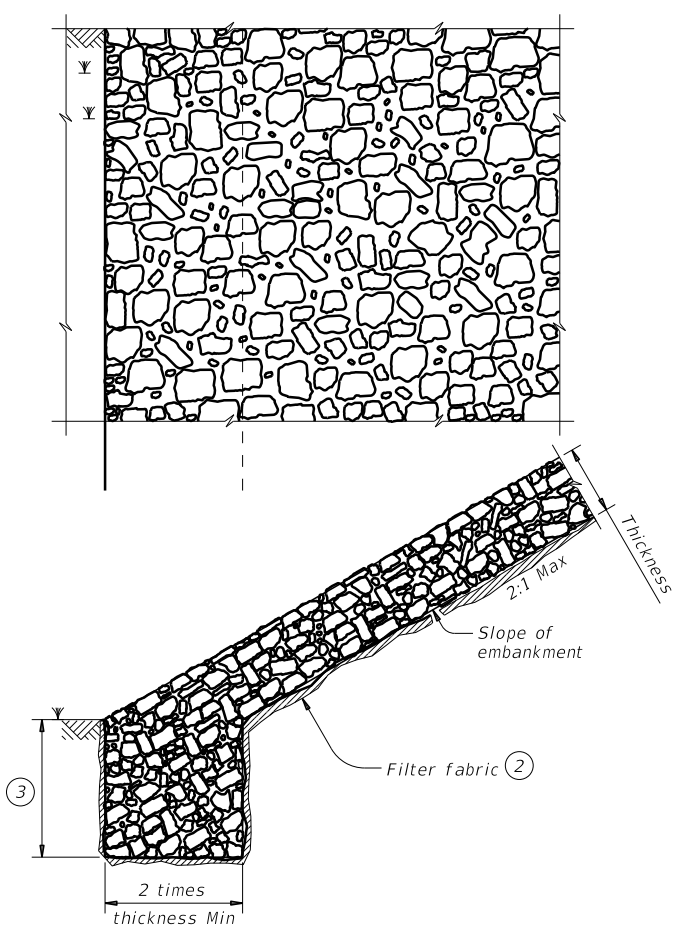 Thickness
2:1 Max
Slope of
embankment
Filter fabric 2
3
2 times
thickness Min